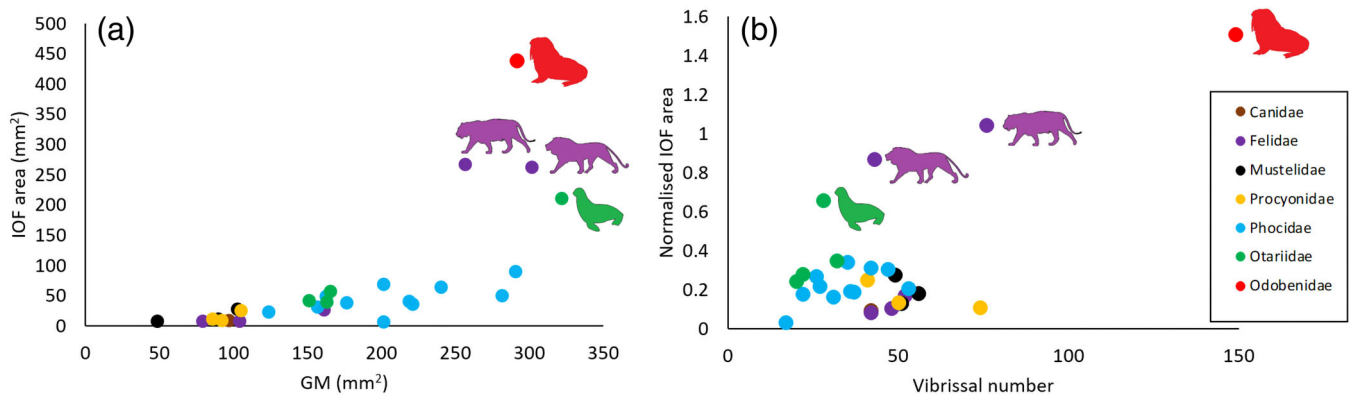 (a)
IOF area (mm²)
500
450
400
350
300
250
200
150
100
50
0
0 50 100 150 200 250 300 350
GM (mm²)
(b)
Normalised IOF area
1.6
1.4
1.2
1
0.8
0.6
0.4
0.2
0
0 50 100 150
Vibrissal number
Canidae
Felidae
Mustelidae
Procyonidae
Phocidae
Otariidae
Odobenidae